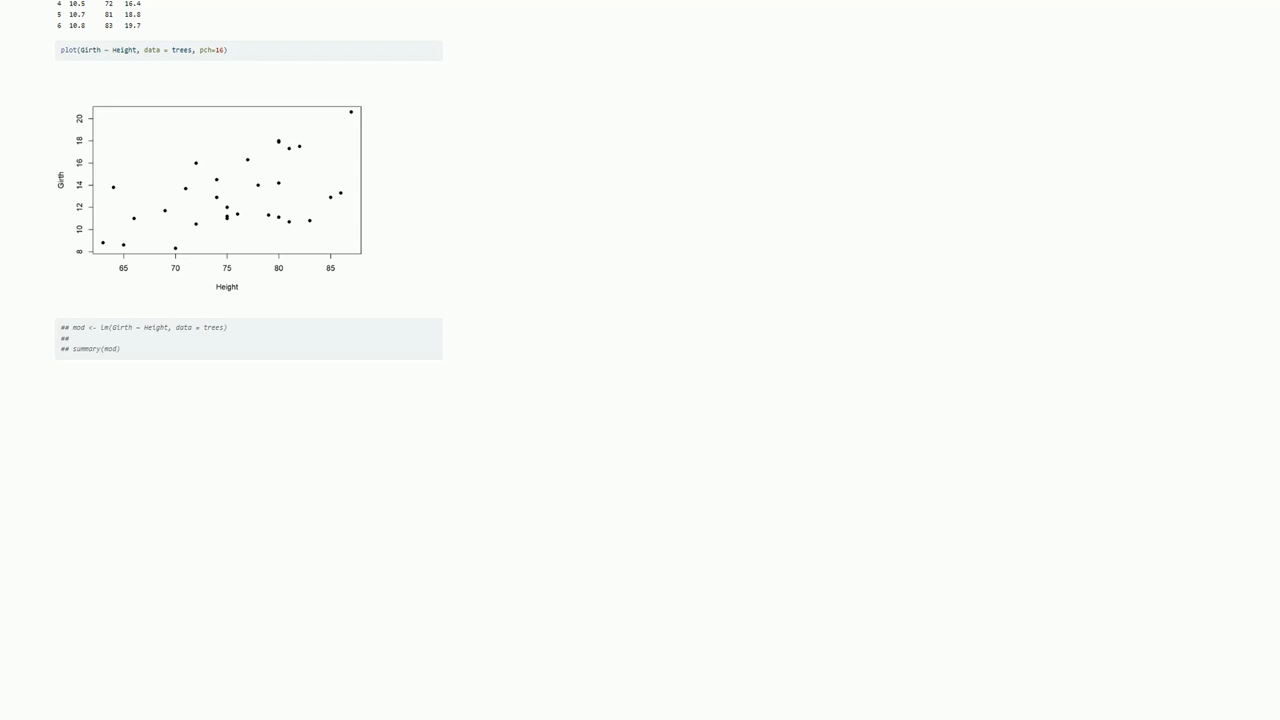 4 10.5 72 16.4
5 10.7 81 18.8
6 10.8 83 19.7
plot(Girth ~ Height, data = trees, pch=16)
20
18
16
14
12
10
8
Girth
65 70 75 80 85
Height
## mod <- lm(Girth ~ Height, data = trees)
##
## summary(mod)